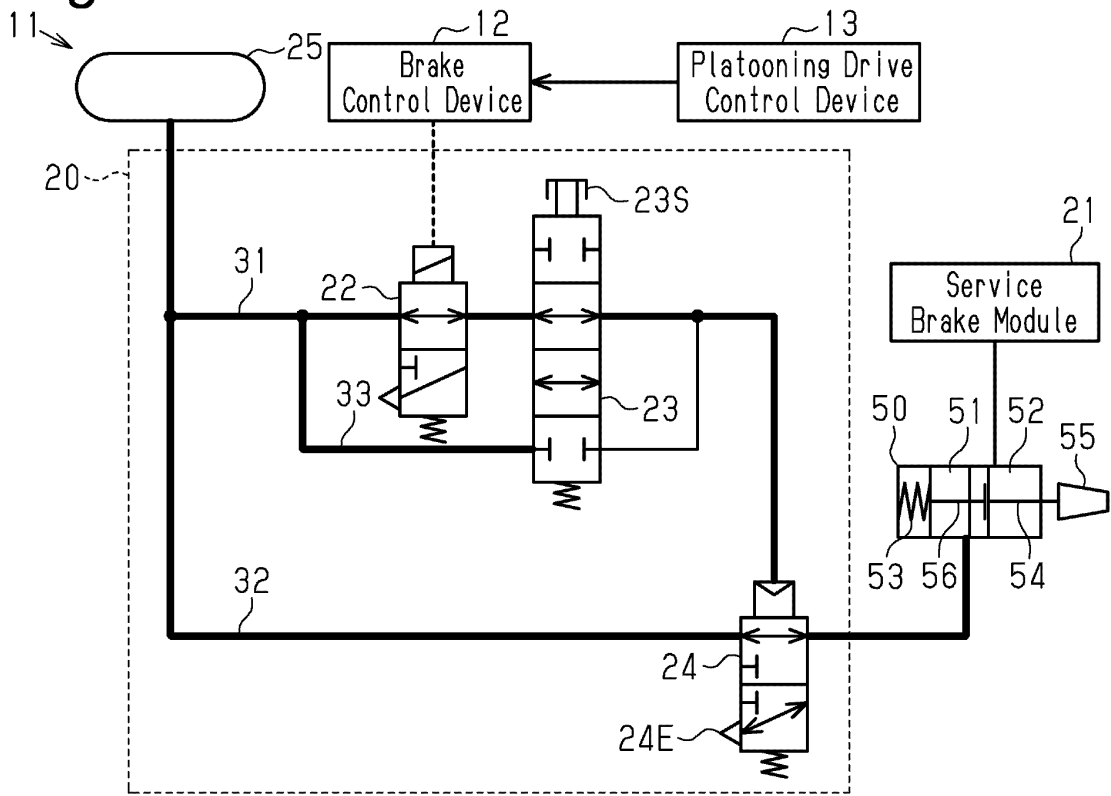 11
25
12
13
Brake
Control Device
Platooning Drive
Control Device
20
23S
21
31
22
Service
Brake Module
33
23
50
51
52
55
53
56
54
32
24
24E